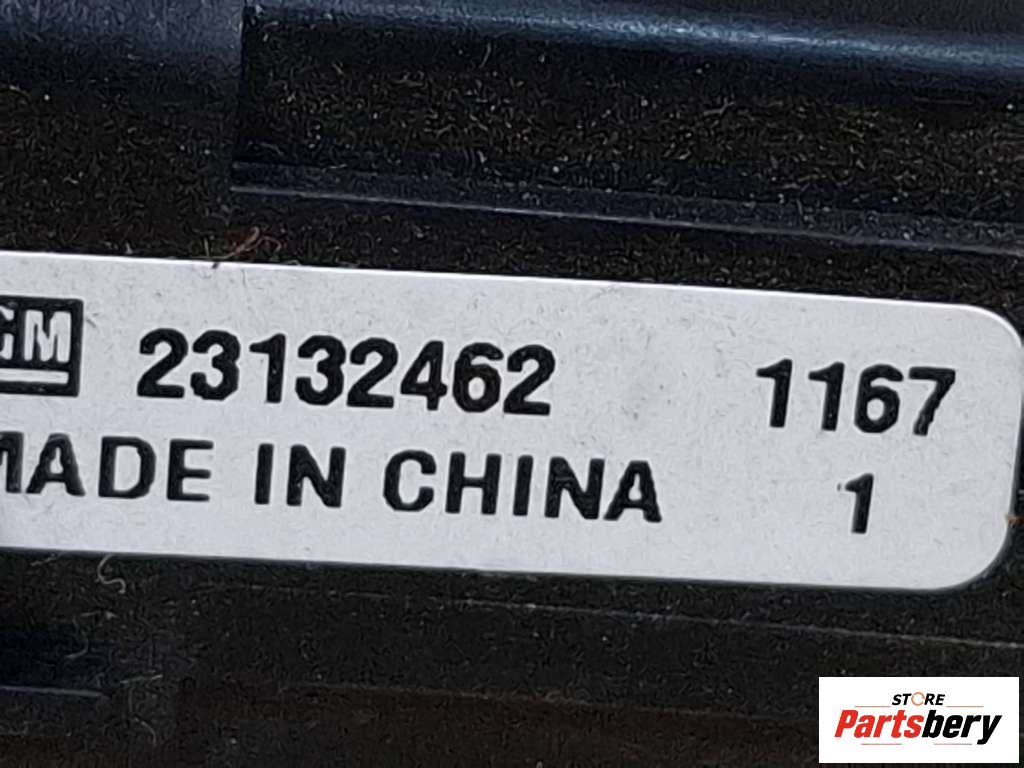 GM 23132462 1167
MADE IN CHINA 1
STORE
Partsbery